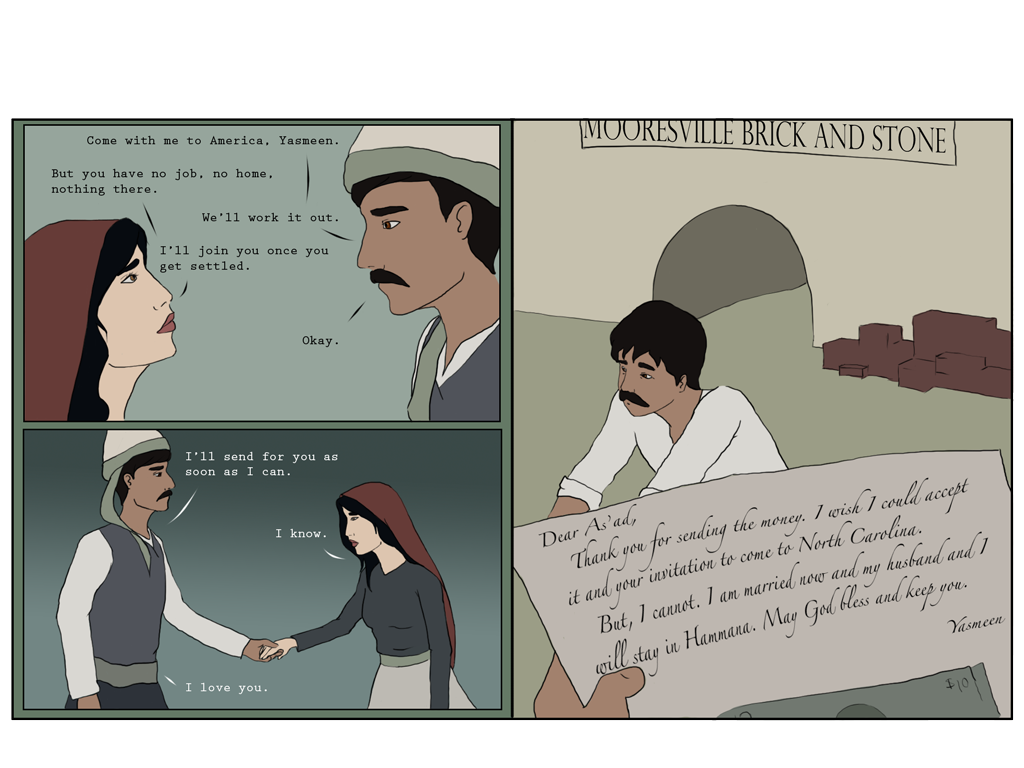 Come with me to America, Yasmeen.
But you have no job, no home,
nothing there.
We'll work it out.
I'll join you once you
get settled.
Okay.
I'll send for you as
soon as I can.
I know.
I love you.
MOORESVILLE BRICK AND STONE
Dear As'ad,
Thank you for sending the money. I wish I could accept
it and your invitation to come to North Carolina.
But, I cannot. I am married now and my husband and I
will stay in Hammana. May God bless and keep you.
Yasmeen
$10